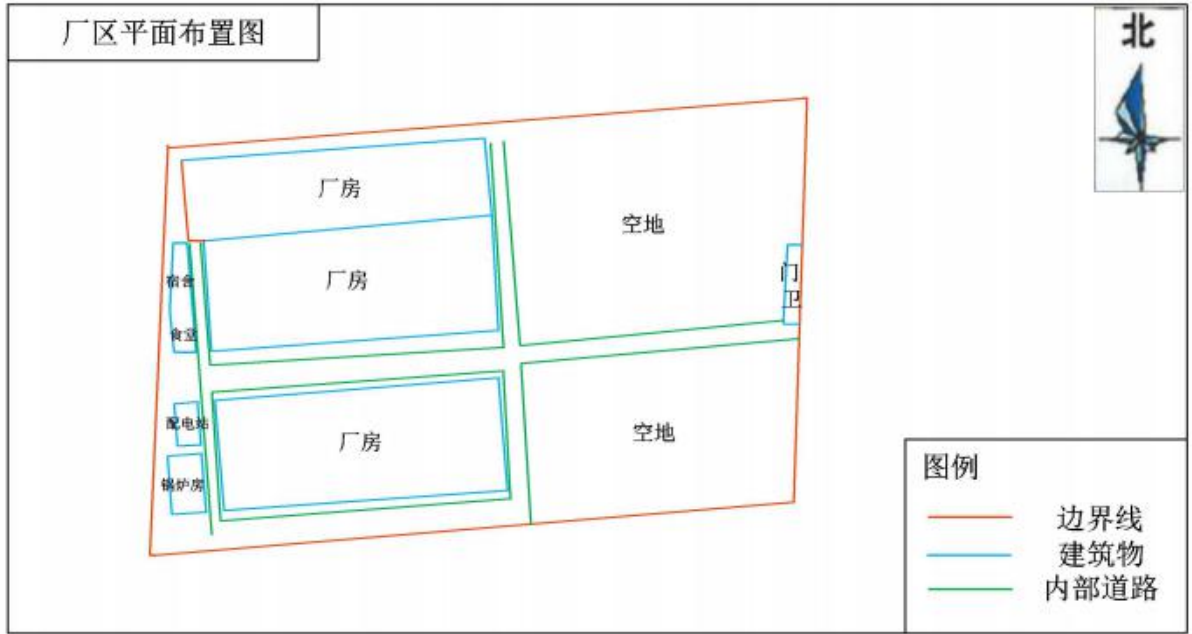 厂区平面布置图
北
厂房
空地
厂房
宿舍
门
卫
食堂
配电站
厂房
空地
锅炉房
图例
边界线
建筑物
内部道路